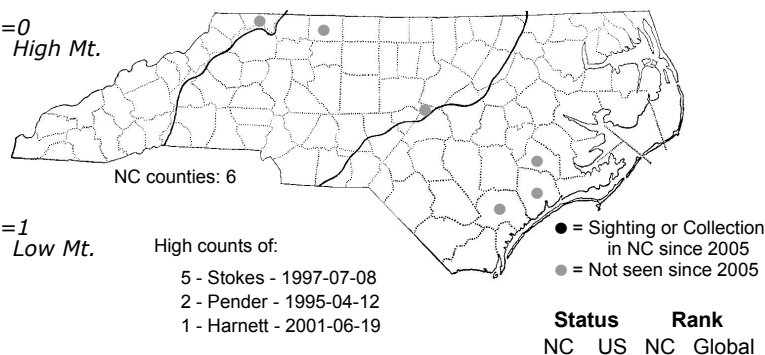 =0
High Mt.
NC counties: 6
=1
Low Mt.
High counts of:
5 - Stokes - 1997-07-08
2 - Pender - 1995-04-12
1 - Harnett - 2001-06-19
● = Sighting or Collection
in NC since 2005
● = Not seen since 2005
Status Rank
NC US NC Global